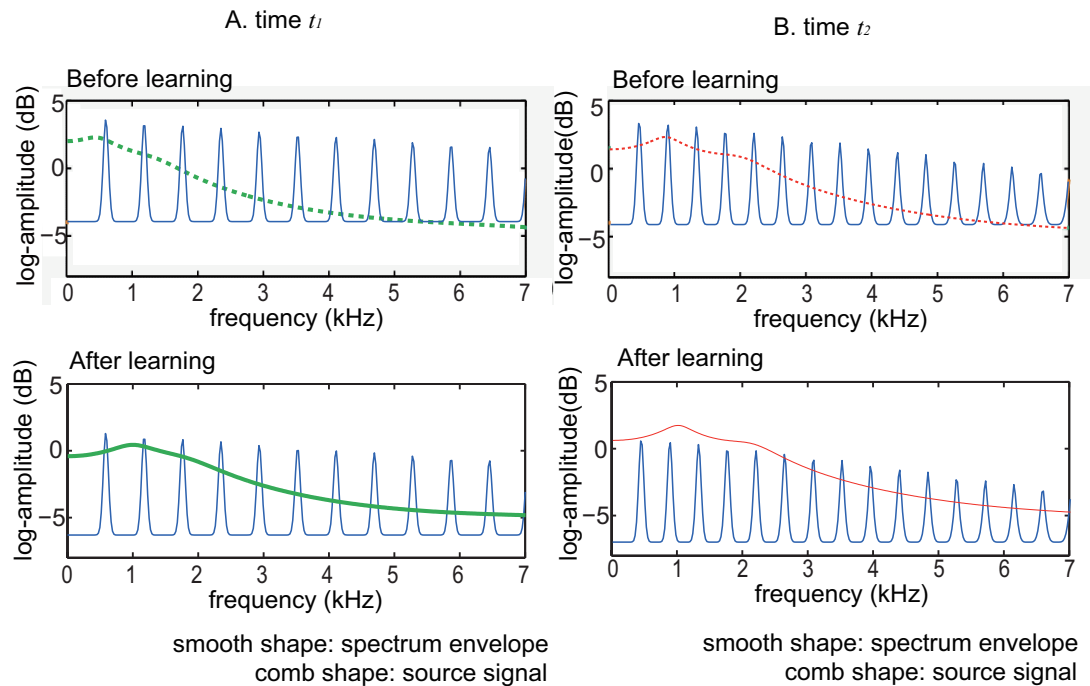 A. time t1
B. time t2
Before learning
Before learning
log-amplitude (dB)
5
0
−5
0 1 2 3 4 5 6 7
frequency (kHz)
log-amplitude(dB)
5
0
−5
0 1 2 3 4 5 6 7
frequency (kHz)
After learning
After learning
log-amplitude (dB)
5
0
−5
0 1 2 3 4 5 6 7
frequency (kHz)
log-amplitude(dB)
5
0
−5
0 1 2 3 4 5 6 7
frequency (kHz)
smooth shape: spectrum envelope
comb shape: source signal
smooth shape: spectrum envelope
comb shape: source signal